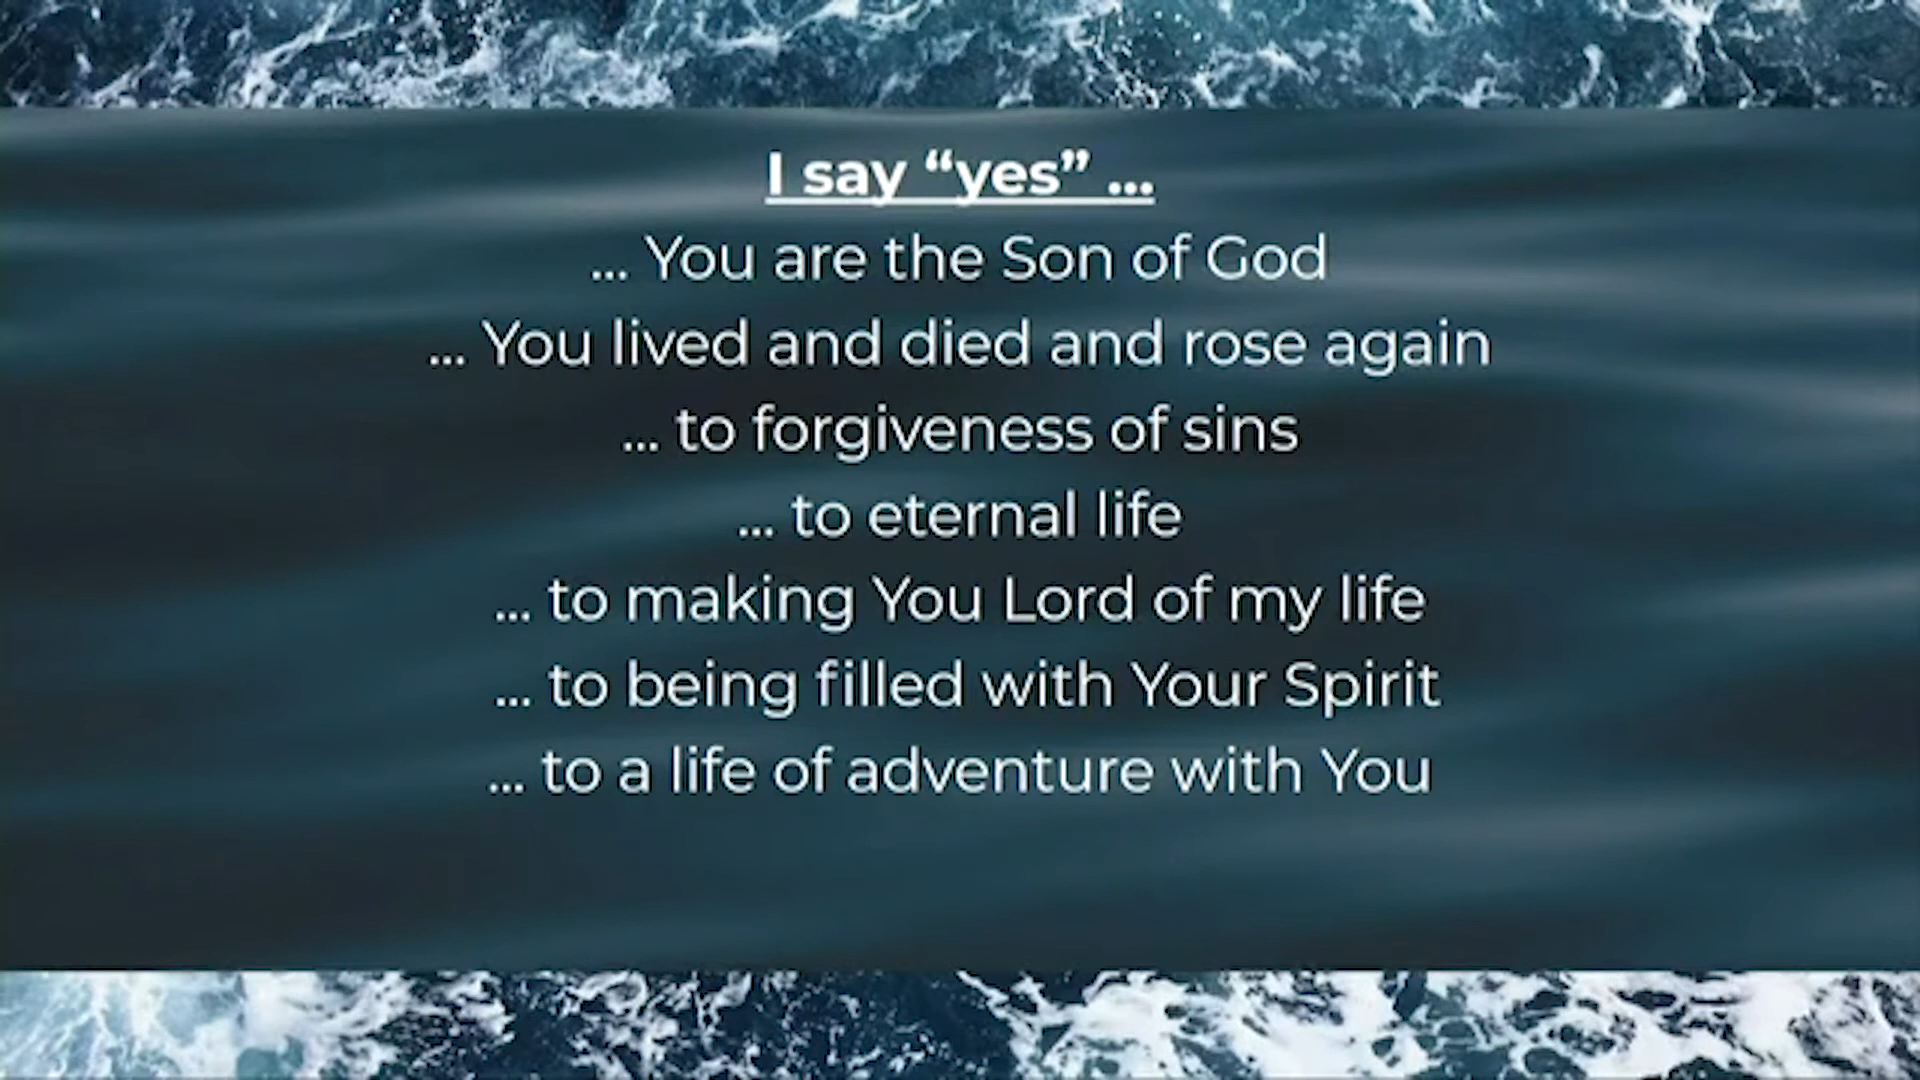 I say “yes” ...
... You are the Son of God
... You lived and died and rose again
... to forgiveness of sins
... to eternal life
... to making You Lord of my life
... to being filled with Your Spirit
... to a life of adventure with You